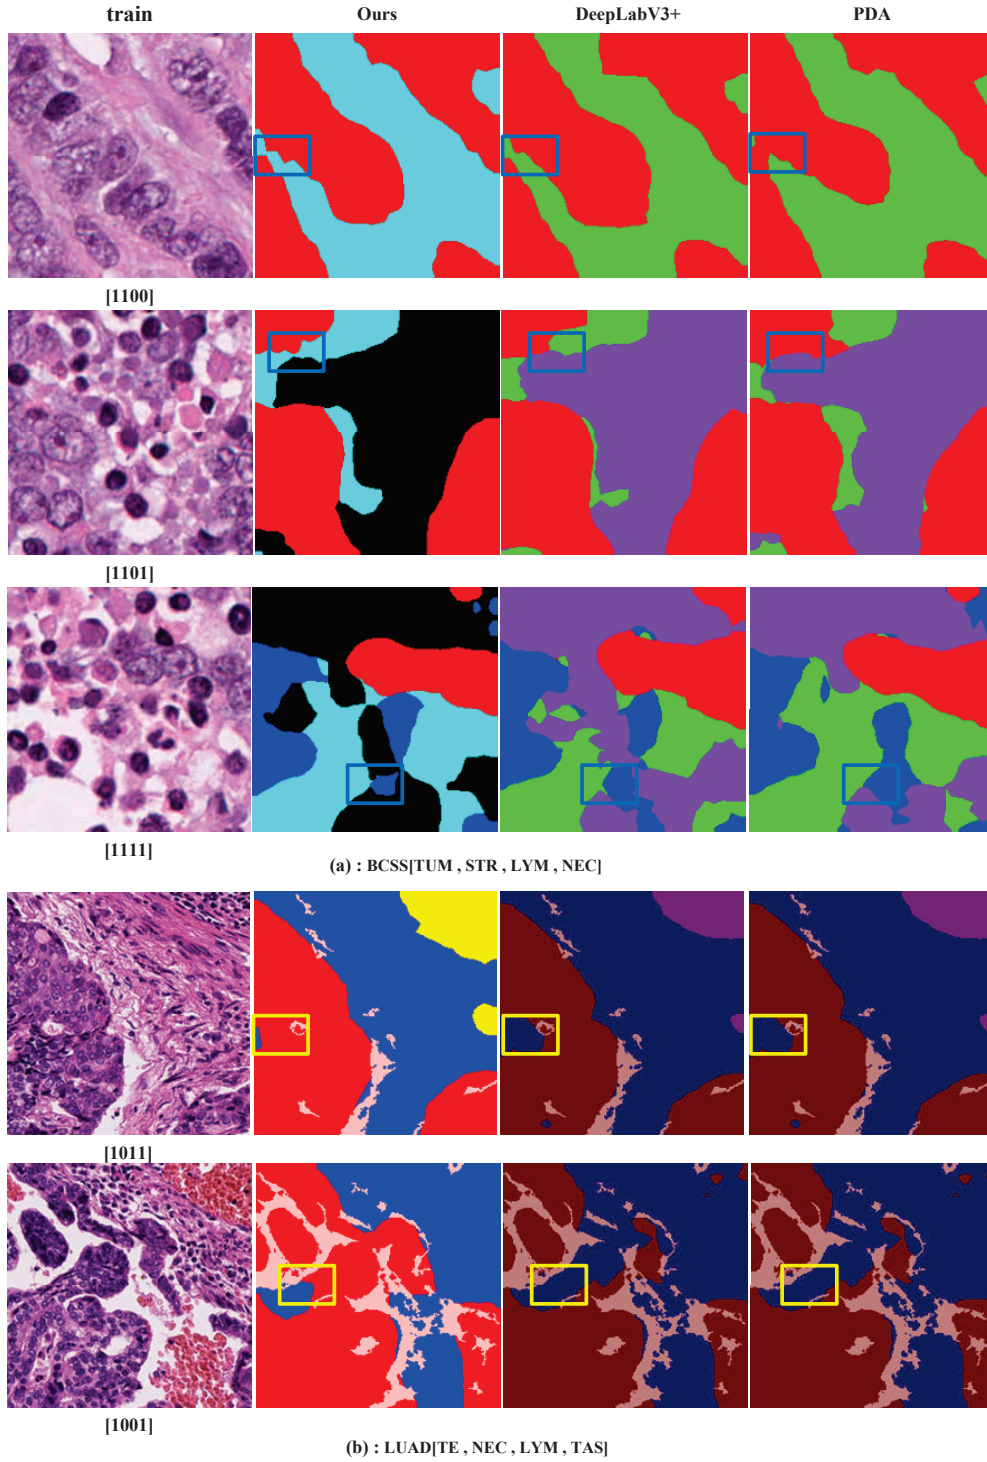 train Ours DeepLabV3+ PDA
[1100]
[1101]
[1111]
(a) : BCSS[TUM , STR , LYM , NEC]
[1011]
[1001]
(b) : LUAD[TE , NEC , LYM , TAS]